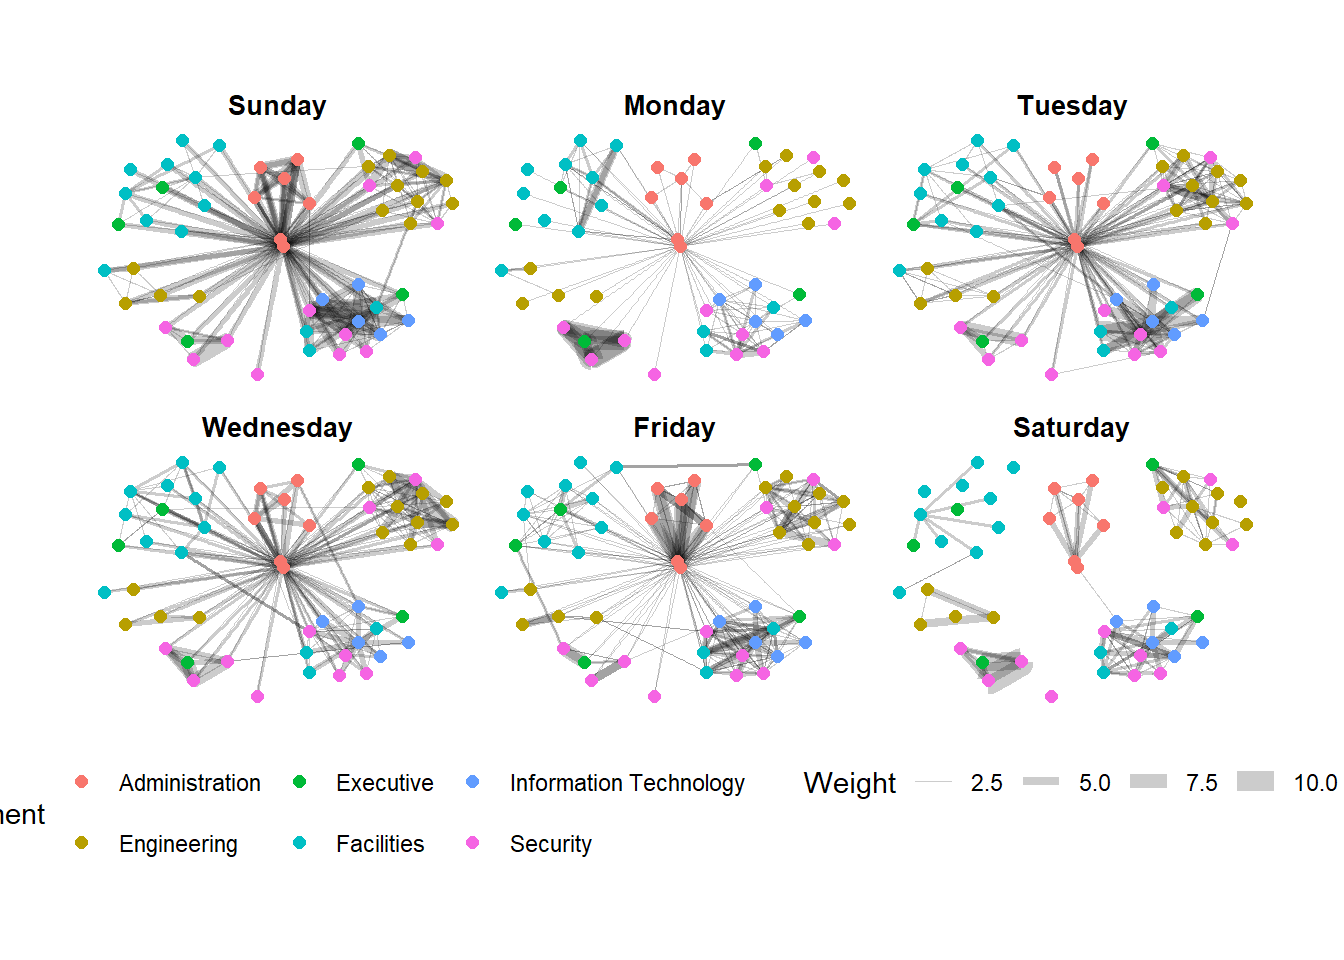 Sunday Monday Tuesday
Wednesday Friday Saturday
Administration Executive Information Technology Weight 2.5 5.0 7.5 10.0
Engineering Facilities Security